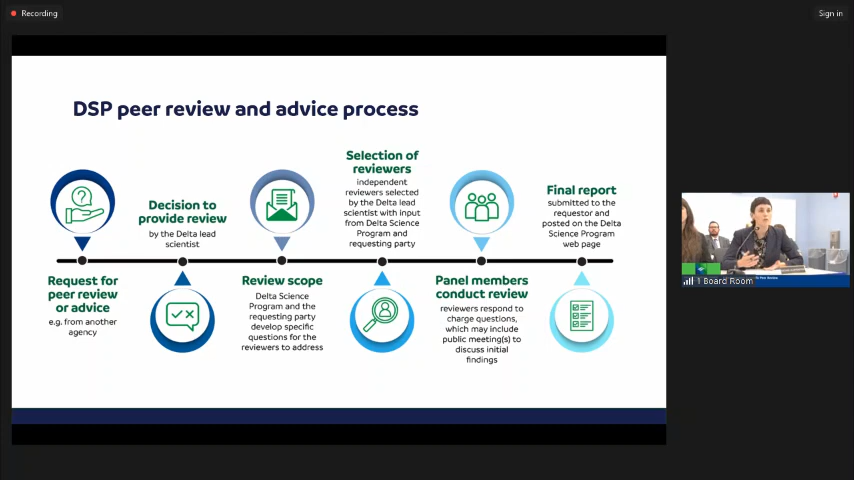 Recording
Sign in
DSP peer review and advice process
Request for
peer review
or advice
e.g. from another
agency
Decision to
provide review
by the Delta lead
scientist
Review scope
Delta Science
Program and the
requesting party
develop specific
questions for the
reviewers to address
Selection of
reviewers
independent
reviewers selected
by the Delta lead
scientist with input
from Delta Science
Program and
requesting party
Panel members
conduct review
reviewers respond to
charge questions,
which may include
public meeting(s) to
discuss initial
findings
Final report
submitted to the
requestor and
posted on the Delta
Science Program
web page
1 Board Room